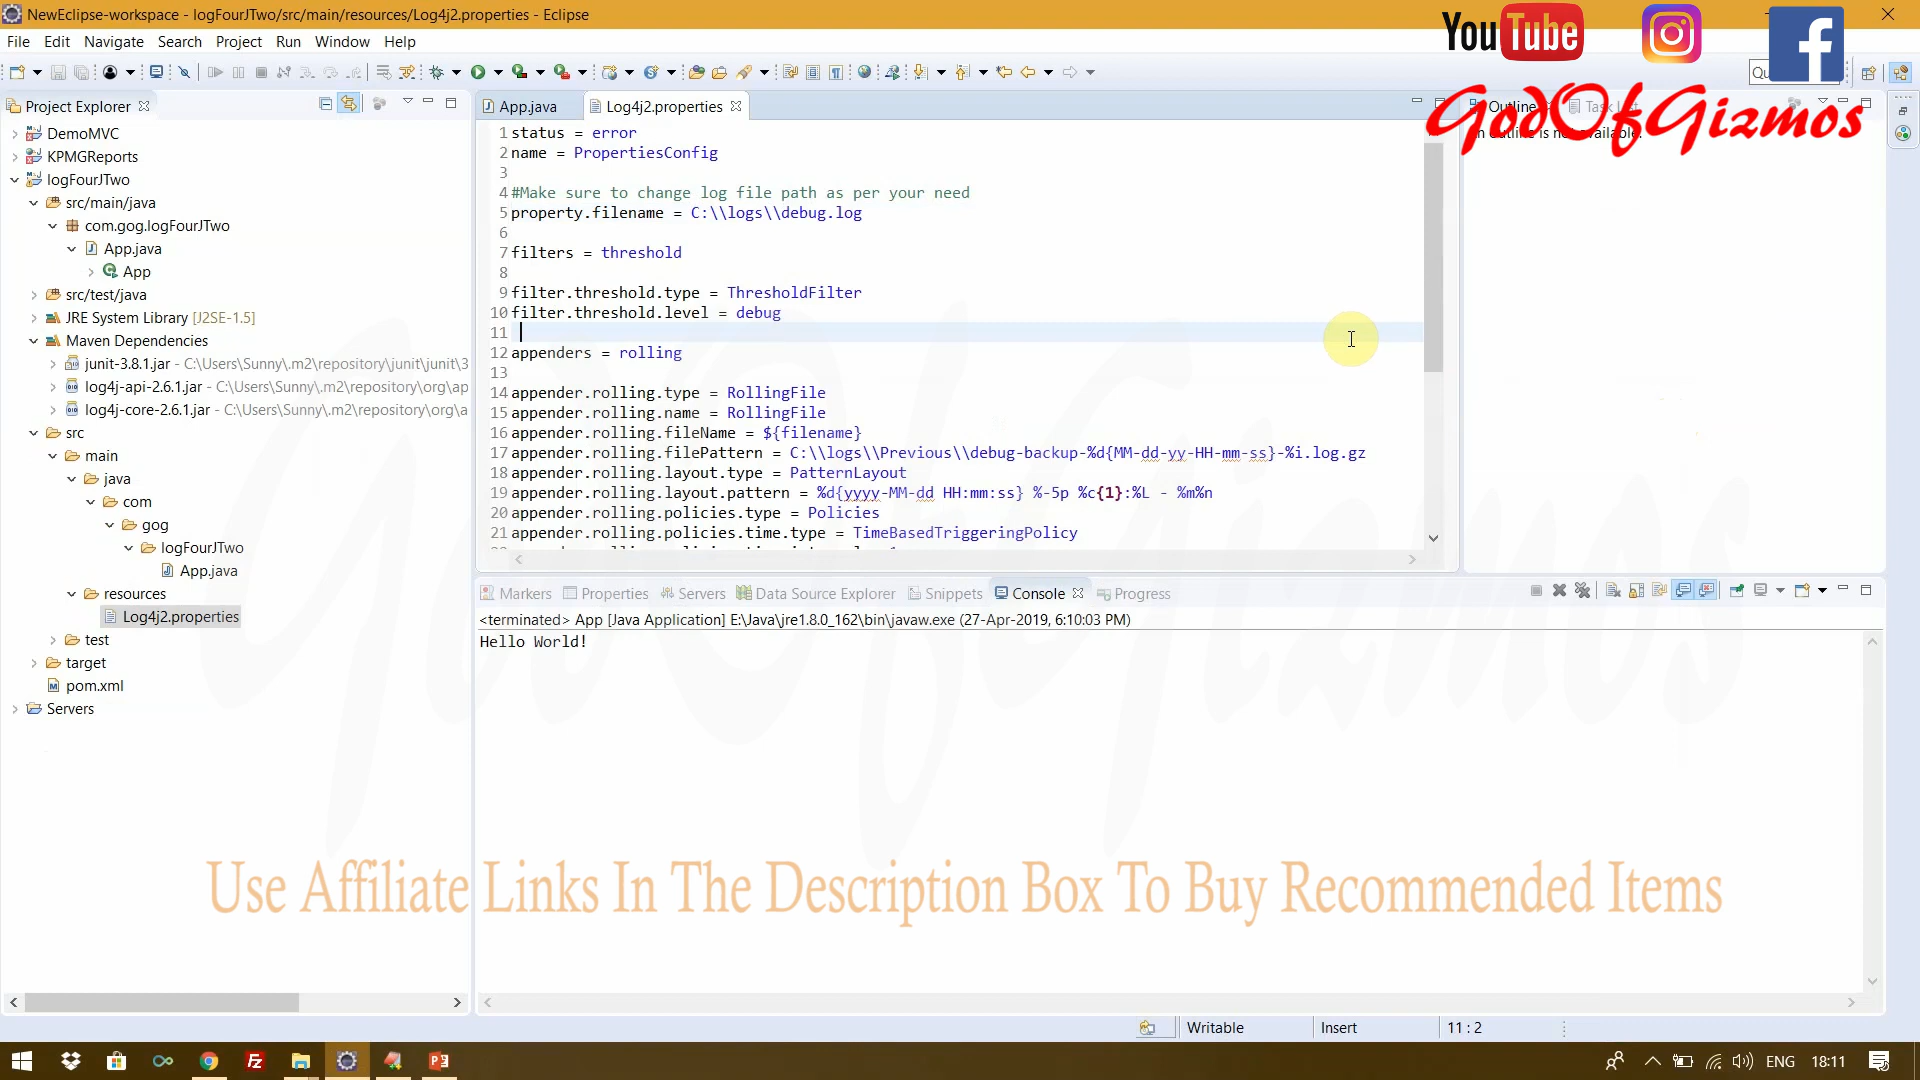 NewEclipse-workspace - logFourJTwo/src/main/resources/Log4j2.properties - Eclipse
File Edit Navigate Search Project Run Window Help
YouTube
GodOfGizmos
Project Explorer
DemoMVC
KPMGReports
logFourJTwo
src/main/java
com.gog.logFourJTwo
App.java
App
src/test/java
JRE System Library [J2SE-1.5]
Maven Dependencies
junit-3.8.1.jar - C:\Users\Sunny\.m2\repository\junit\junit\3
log4j-api-2.6.1.jar - C:\Users\Sunny\.m2\repository\org\ap
log4j-core-2.6.1.jar - C:\Users\Sunny\.m2\repository\org\a
src
main
java
com
gog
logFourJTwo
App.java
resources
Log4j2.properties
test
target
pom.xml
Servers
App.java Log4j2.properties
1 status = error
2 name = PropertiesConfig
3
4 #Make sure to change log file path as per your need
5 property.filename = C:\\logs\\debug.log
6
7 filters = threshold
8
9 filter.threshold.type = ThresholdFilter
10 filter.threshold.level = debug
11
12 appenders = rolling
13
14 appender.rolling.type = RollingFile
15 appender.rolling.name = RollingFile
16 appender.rolling.fileName = ${filename}
17 appender.rolling.filePattern = C:\\logs\\Previous\\debug-backup-%d{MM-dd-yy-HH-mm-ss}-%i.log.gz
18 appender.rolling.layout.type = PatternLayout
19 appender.rolling.layout.pattern = %d{yyyy-MM-dd HH:mm:ss} %-5p %c{1}:%L - %m%n
20 appender.rolling.policies.type = Policies
21 appender.rolling.policies.time.type = TimeBasedTriggeringPolicy
Outline Task List
An outline is not available.
Markers Properties Servers Data Source Explorer Snippets Console Progress
<terminated> App [Java Application] E:\Java\jre1.8.0_162\bin\javaw.exe (27-Apr-2019, 6:10:03 PM)
Hello World!
GodOfGizmos
Use Affiliate Links In The Description Box To Buy Recommended Items
Writable Insert 11 : 2
ENG 18:11